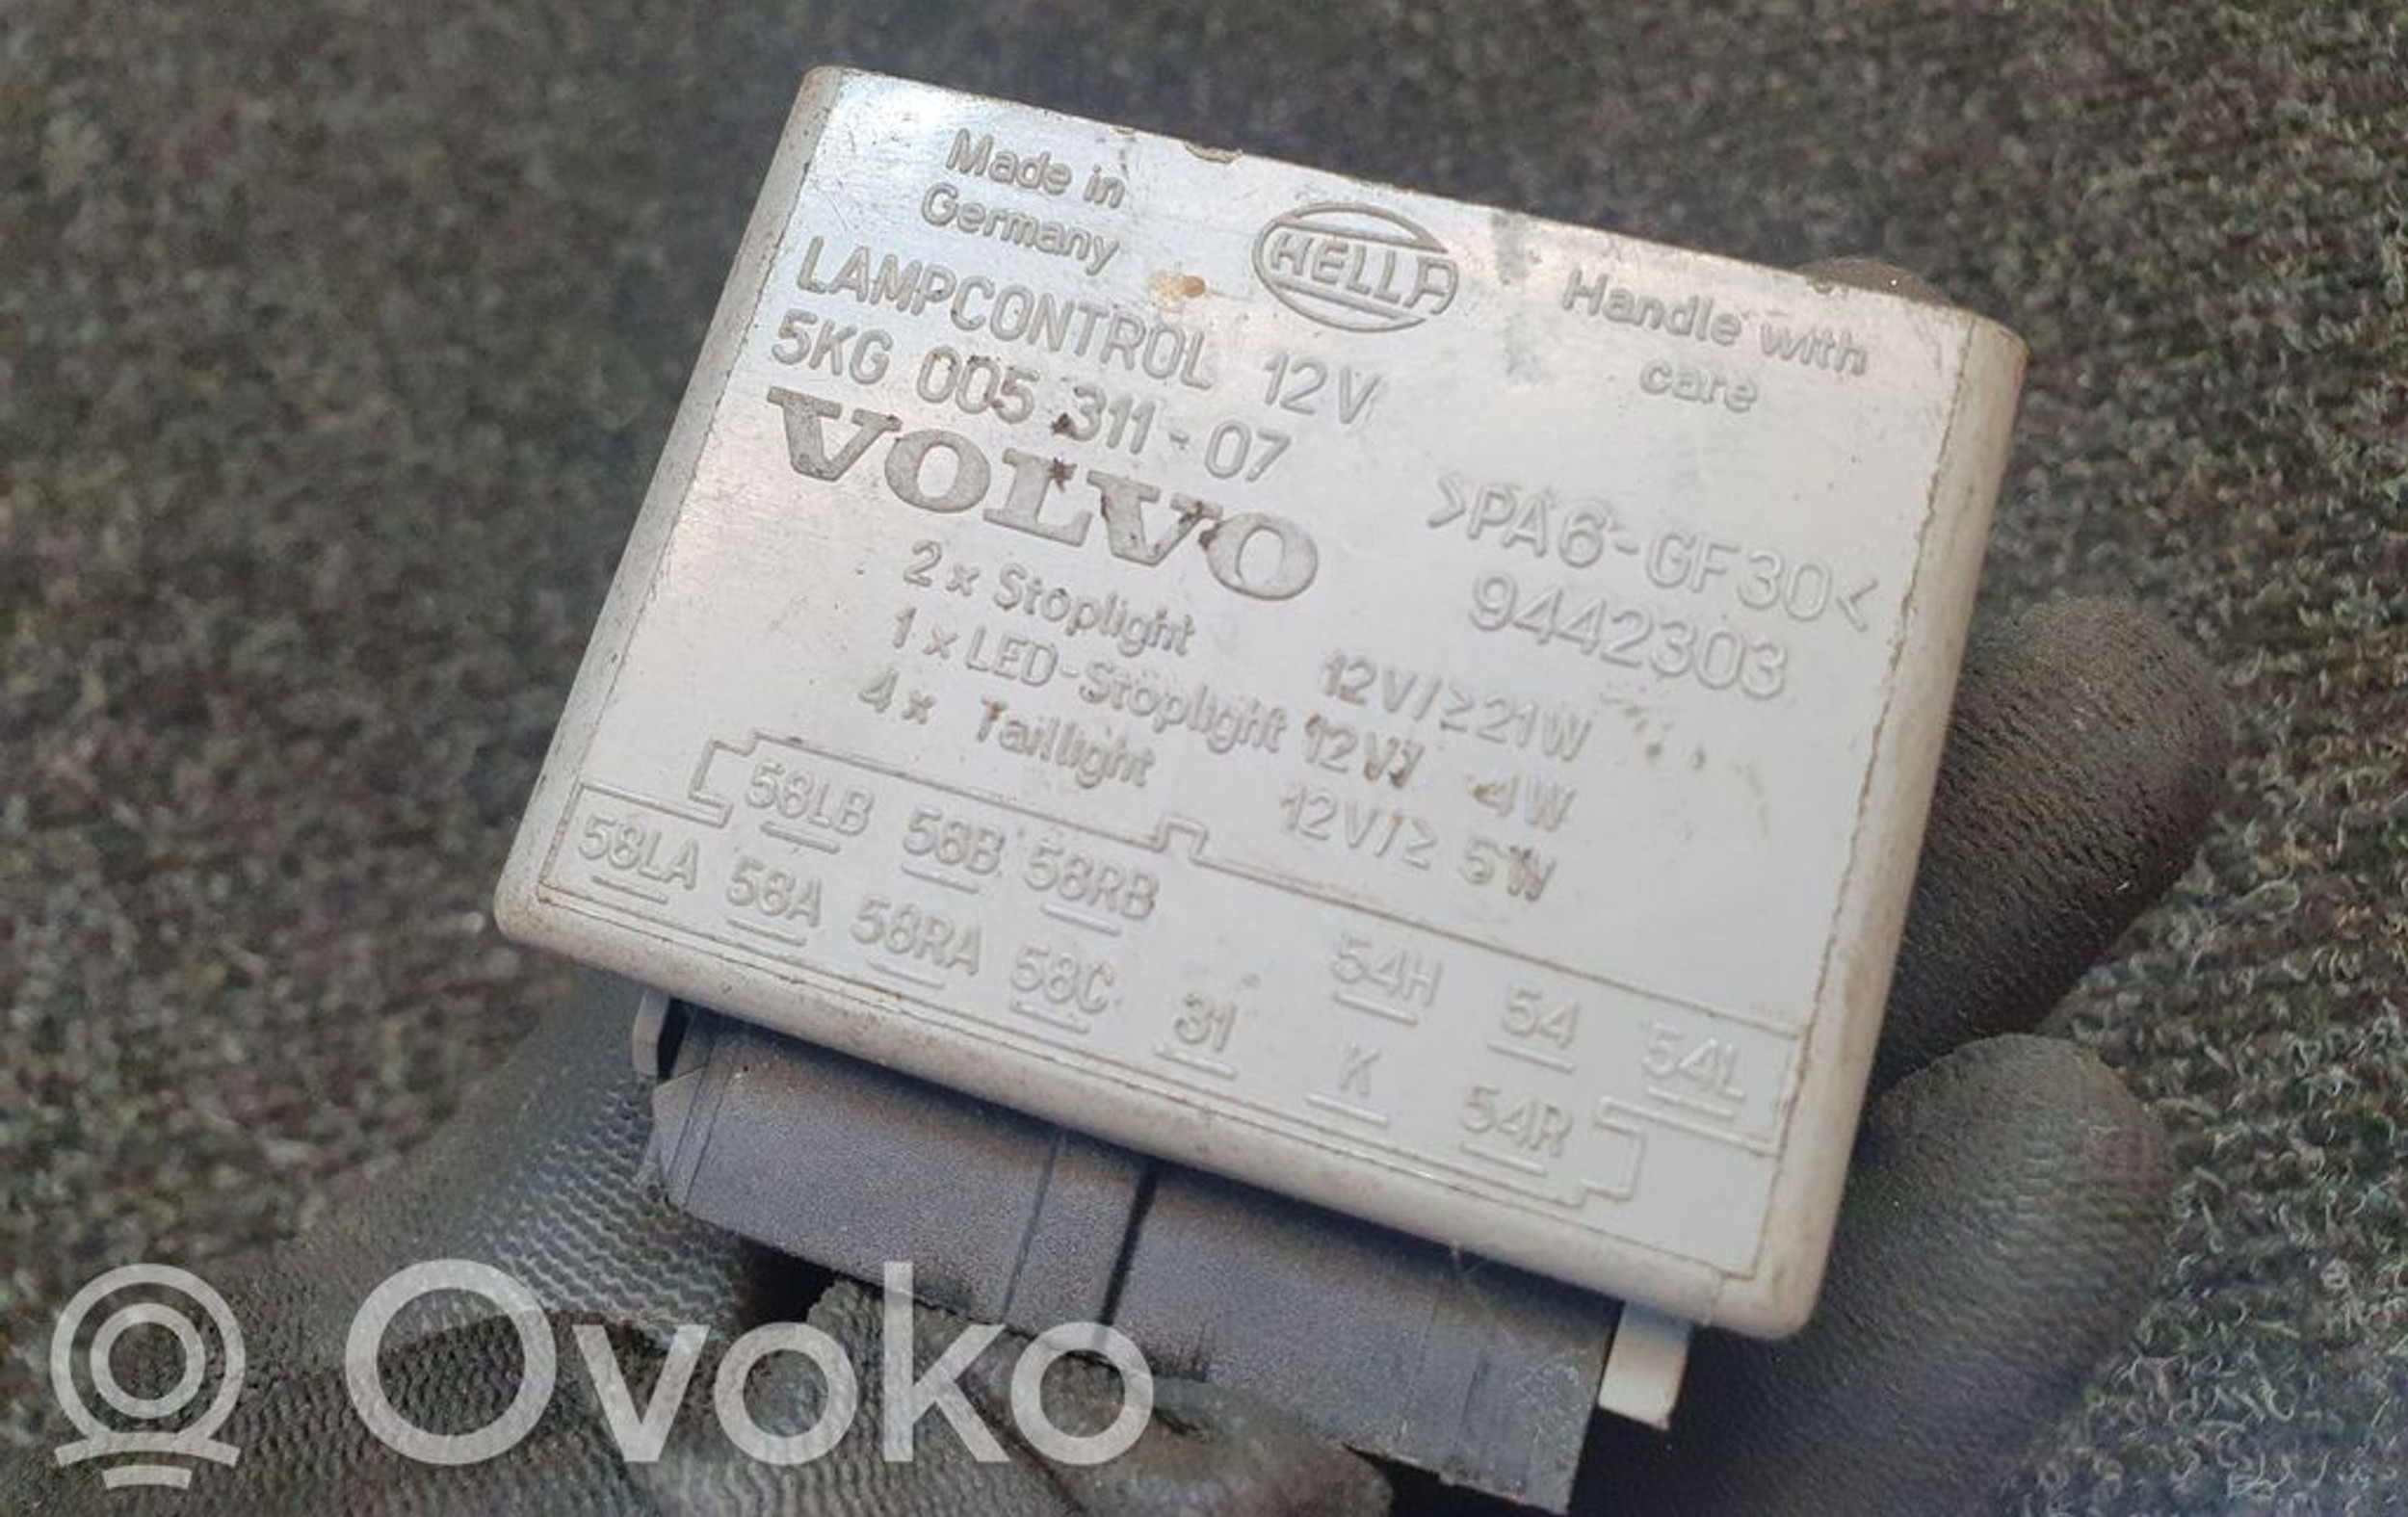 Made in
Germany
HELLA
Handle with
care
LAMPCONTROL 12V
5KG 005 311-07
VOLVO
>PA6-GF30<
9442303
2 x Stoplight 12V/≥21W
1 x LED-Stoplight 12V/ 4W
4 x Taillight 12V/≥ 5W
58LB 58B 58RB 54H 54 54L
58LA 58A 58RA 58C 31 K 54R
Ovoko